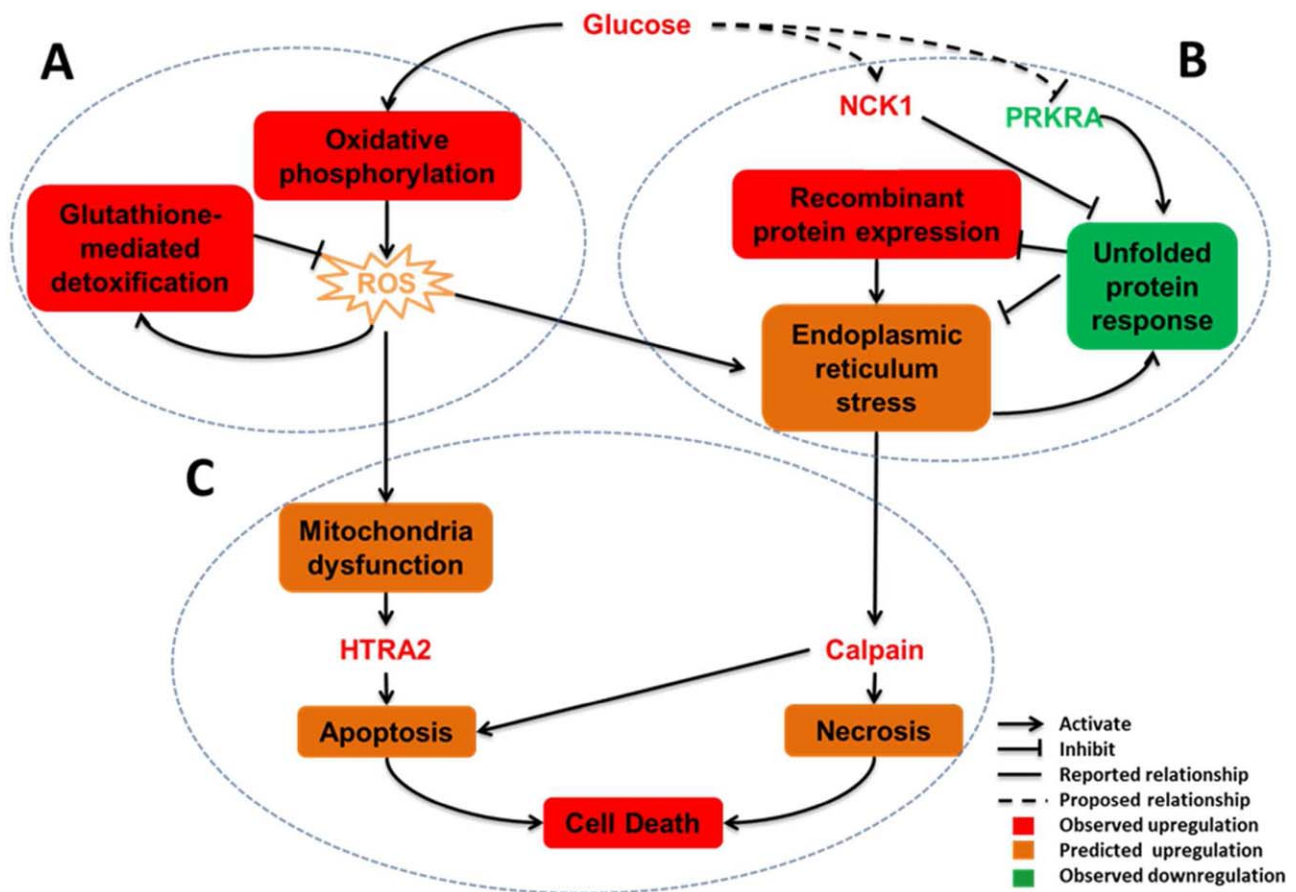 Glucose
A
B
NCK1
PRKRA
Oxidative
phosphorylation
Glutathione-
mediated
detoxification
ROS
Recombinant
protein expression
Unfolded
protein
response
Endoplasmic
reticulum
stress
C
Mitochondria
dysfunction
HTRA2
Calpain
Apoptosis
Necrosis
Cell Death
Activate
Inhibit
Reported relationship
Proposed relationship
Observed upregulation
Predicted upregulation
Observed downregulation